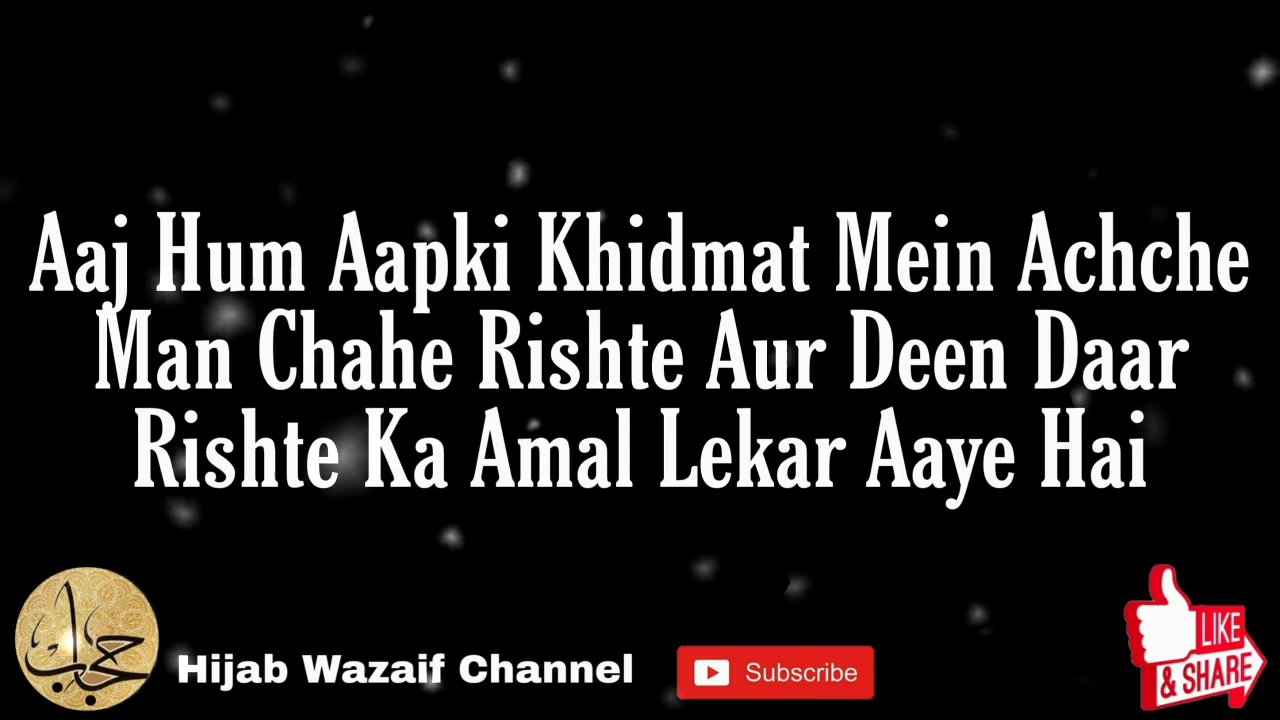 Aaj Hum Aapki Khidmat Mein Achche
Man Chahe Rishte Aur Deen Daar
Rishte Ka Amal Lekar Aaye Hai
حجاب
Hijab Wazaif Channel
Subscribe
LIKE
& SHARE